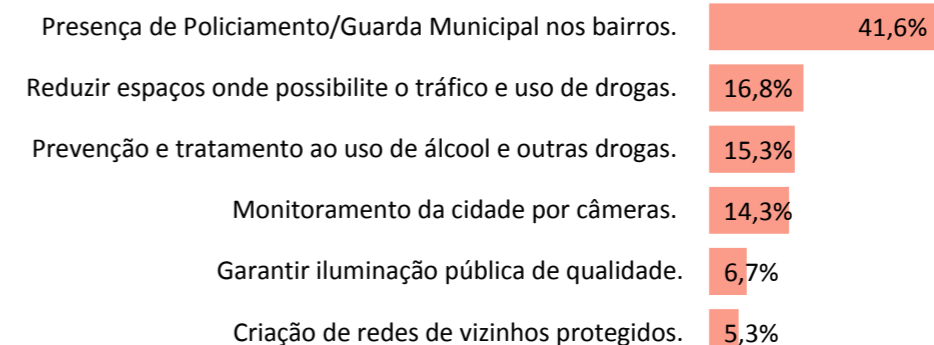 Presença de Policiamento/Guarda Municipal nos bairros. 41,6%
Reduzir espaços onde possibilite o tráfico e uso de drogas. 16,8%
Prevenção e tratamento ao uso de álcool e outras drogas. 15,3%
Monitoramento da cidade por câmeras. 14,3%
Garantir iluminação pública de qualidade. 6,7%
Criação de redes de vizinhos protegidos. 5,3%